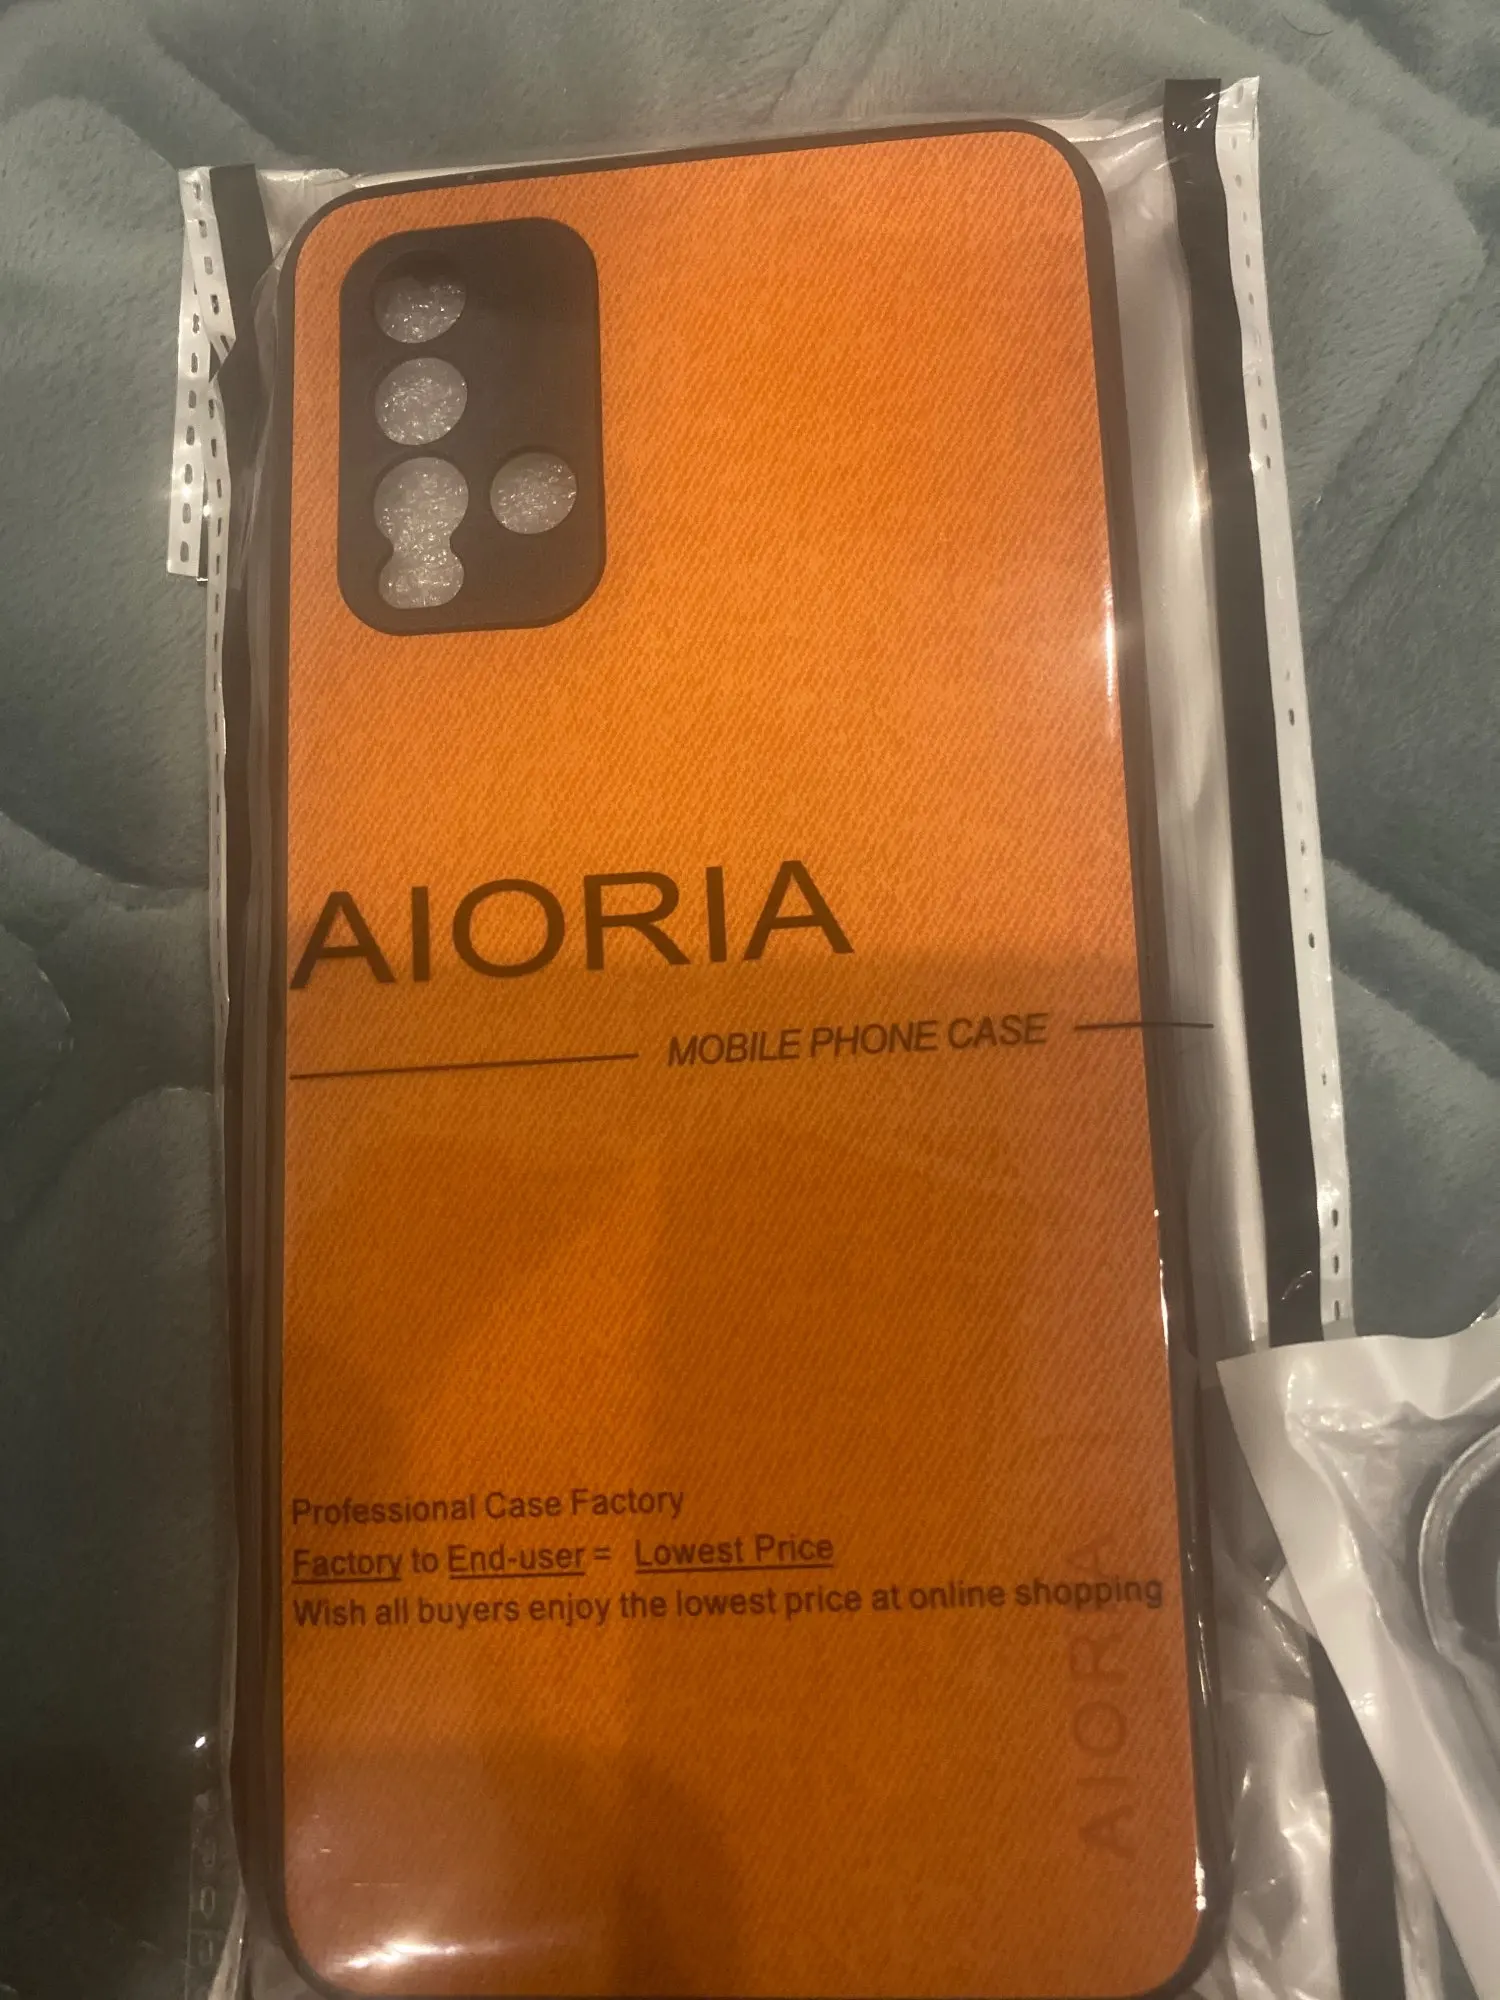 AIORIA
MOBILE PHONE CASE
Professional Case Factory
Factory to End-user = Lowest Price
Wish all buyers enjoy the lowest price at online shopping
AIORIA